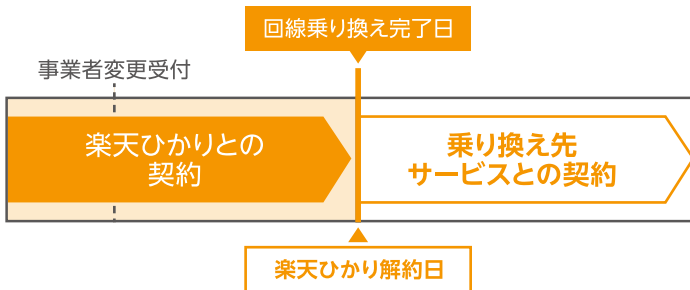 回線乗り換え完了日
事業者変更受付
楽天ひかりとの
契約
乗り換え先
サービスとの契約
楽天ひかり解約日